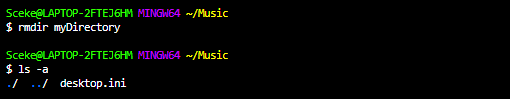 Sceke@LAPTOP-2FTEJ6HM MINGW64 ~/Music
$ rmdir myDirectory
Sceke@LAPTOP-2FTEJ6HM MINGW64 ~/Music
$ ls -a
./  ../  desktop.ini